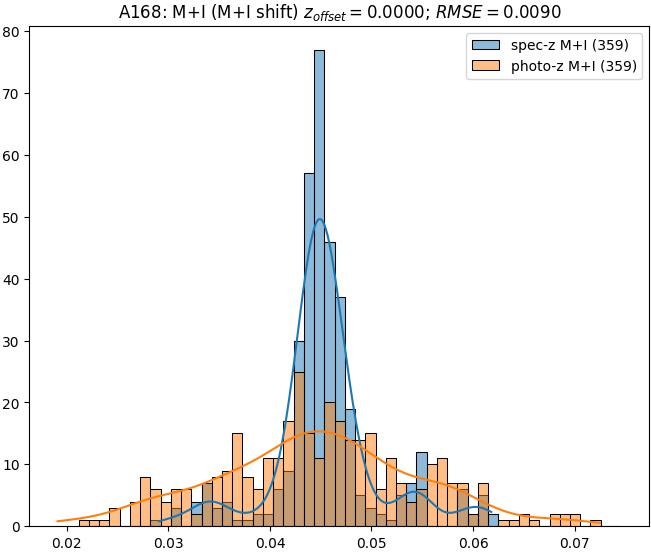 A168: M+I (M+I shift) z_offset = 0.0000; RMSE = 0.0090
spec-z M+I (359)
photo-z M+I (359)
80
70
60
50
40
30
20
10
0
0.02 0.03 0.04 0.05 0.06 0.07